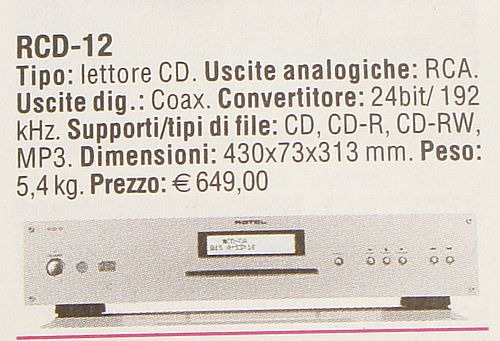 RCD-12
Tipo: lettore CD. Uscite analogiche: RCA.
Uscite dig.: Coax. Convertitore: 24bit/ 192
kHz. Supporti/tipi di file: CD, CD-R, CD-RW,
MP3. Dimensioni: 430x73x313 mm. Peso:
5,4 kg. Prezzo: € 649,00
ROTEL